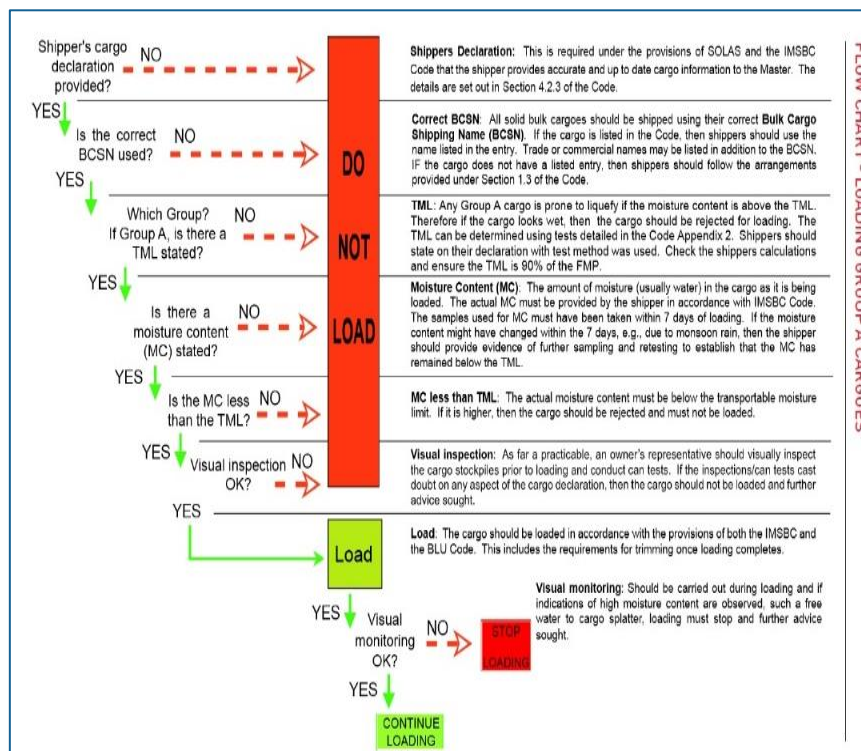 Shipper's cargo
declaration
provided?
NO
Shippers Declaration: This is required under the provisions of SOLAS and the IMSBC
Code that the shipper provides accurate and up to date cargo information to the Master. The
details are set out in Section 4.2.3 of the Code.
YES
Is the correct
BCSN used?
NO
Correct BCSN: All solid bulk cargoes should be shipped using their correct Bulk Cargo
Shipping Name (BCSN). If the cargo is listed in the Code, then shippers should use the
name listed in the entry. Trade or commercial names may be listed in addition to the BCSN.
IF the cargo does not have a listed entry, then shippers should follow the arrangements
provided under Section 1.3 of the Code.
YES
Which Group?
If Group A, is there a
TML stated?
NO
TML: Any Group A cargo is prone to liquefy if the moisture content is above the TML.
Therefore if the cargo looks wet, then the cargo should be rejected for loading. The
TML can be determined using tests detailed in the Code Appendix 2. Shippers should
state on their declaration with test method was used. Check the shippers calculations
and ensure the TML is 90% of the FMP.
YES
Is there a
moisture content
(MC) stated?
NO
Moisture Content (MC): The amount of moisture (usually water) in the cargo as it is being
loaded. The actual MC must be provided by the shipper in accordance with IMSBC Code.
The samples used for MC must have been taken within 7 days of loading. If the moisture
content might have changed within the 7 days, e.g., due to monsoon rain, then the shipper
should provide evidence of further sampling and retesting to establish that the MC has
remained below the TML.
YES
Is the MC less
than the TML?
NO
MC less than TML: The actual moisture content must be below the transportable moisture
limit. If it is higher, then the cargo should be rejected and must not be loaded.
YES
Visual inspection
OK?
NO
Visual inspection: As far a practicable, an owner's representative should visually inspect
the cargo stockpiles prior to loading and conduct can tests. If the inspections/can tests cast
doubt on any aspect of the cargo declaration, then the cargo should not be loaded and further
advice sought.
YES
DO
NOT
LOAD
Load
Load: The cargo should be loaded in accordance with the provisions of both the IMSBC and
the BLU Code. This includes the requirements for trimming once loading completes.
YES
Visual
monitoring
OK?
NO
STOP
LOADING
Visual monitoring: Should be carried out during loading and if
indications of high moisture content are observed, such a free
water to cargo splatter, loading must stop and further advice
sought.
YES
CONTINUE
LOADING
FLOW CHART - LOADING GROUP A CARGOES